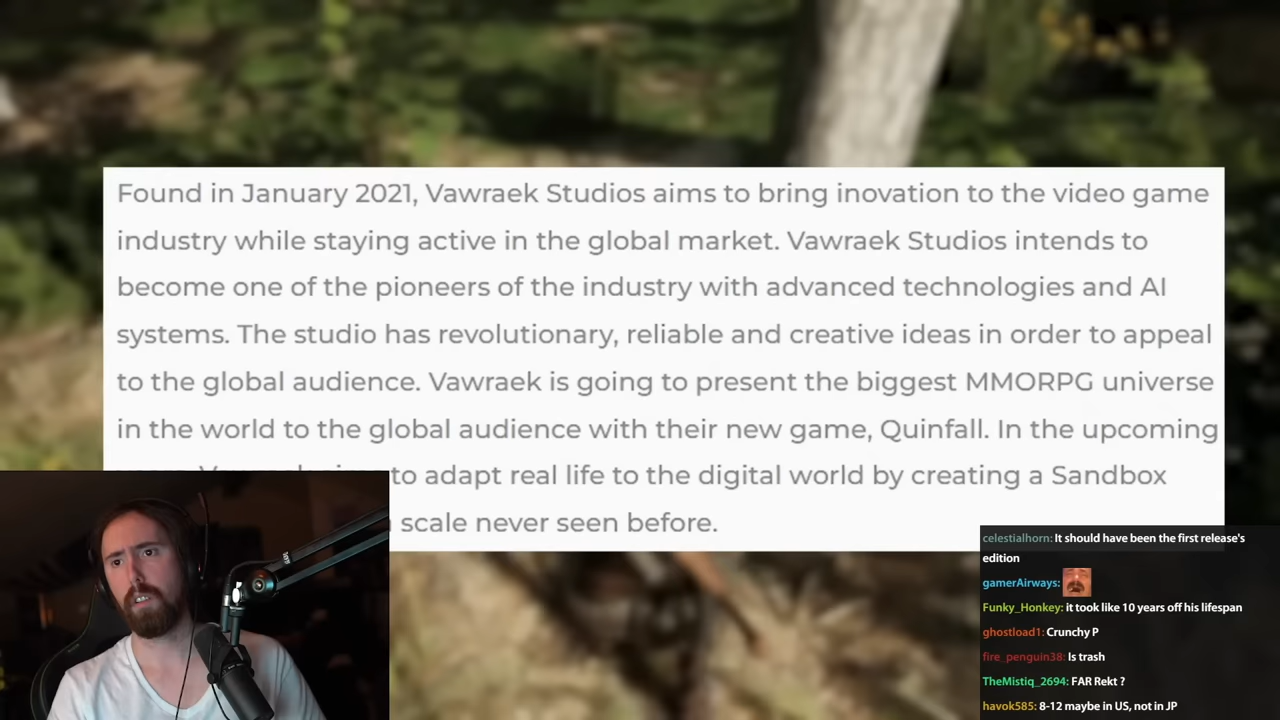 Found in January 2021, Vawraek Studios aims to bring inovation to the video game
industry while staying active in the global market. Vawraek Studios intends to
become one of the pioneers of the industry with advanced technologies and AI
systems. The studio has revolutionary, reliable and creative ideas in order to appeal
to the global audience. Vawraek is going to present the biggest MMORPG universe
in the world to the global audience with their new game, Quinfall. In the upcoming
to adapt real life to the digital world by creating a Sandbox
scale never seen before.
celestialhorn: It should have been the first release's
edition
gamerAirways:
Funky_Honkey: it took like 10 years off his lifespan
ghostload1: Crunchy P
fire_penguin38: Is trash
TheMistiq_2694: FAR Rekt ?
havok585: 8-12 maybe in US, not in JP